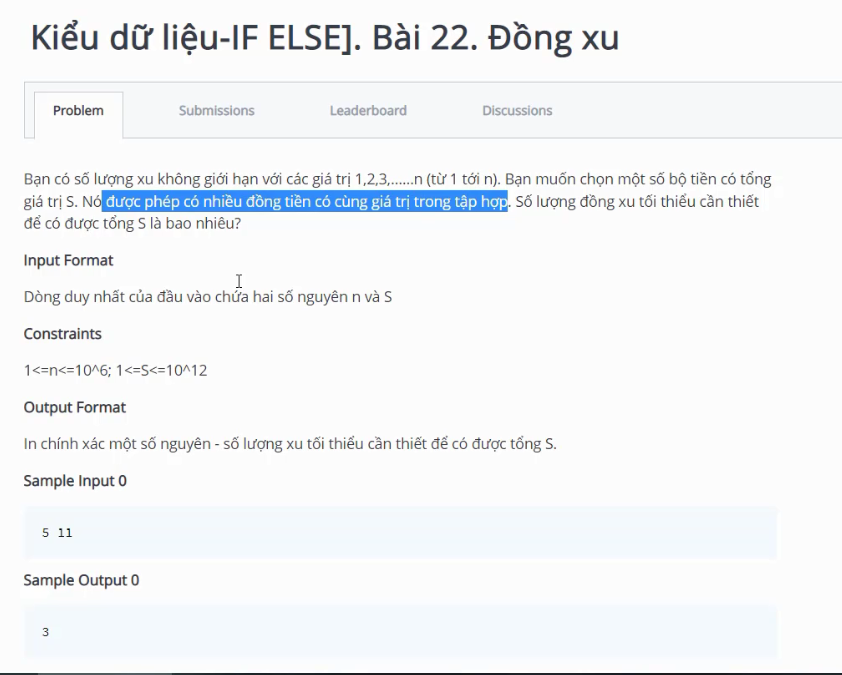 Kiểu dữ liệu-IF ELSE]. Bài 22. Đồng xu
Problem Submissions Leaderboard Discussions
Bạn có số lượng xu không giới hạn với các giá trị 1,2,3,......n (từ 1 tới n). Bạn muốn chọn một số bộ tiền có tổng
giá trị S. Nó được phép có nhiều đồng tiền có cùng giá trị trong tập hợp. Số lượng đồng xu tối thiểu cần thiết
để có được tổng S là bao nhiêu?
Input Format
Dòng duy nhất của đầu vào chứa hai số nguyên n và S
Constraints
1<=n<=10^6; 1<=S<=10^12
Output Format
In chính xác một số nguyên - số lượng xu tối thiểu cần thiết để có được tổng S.
Sample Input 0
5 11
Sample Output 0
3